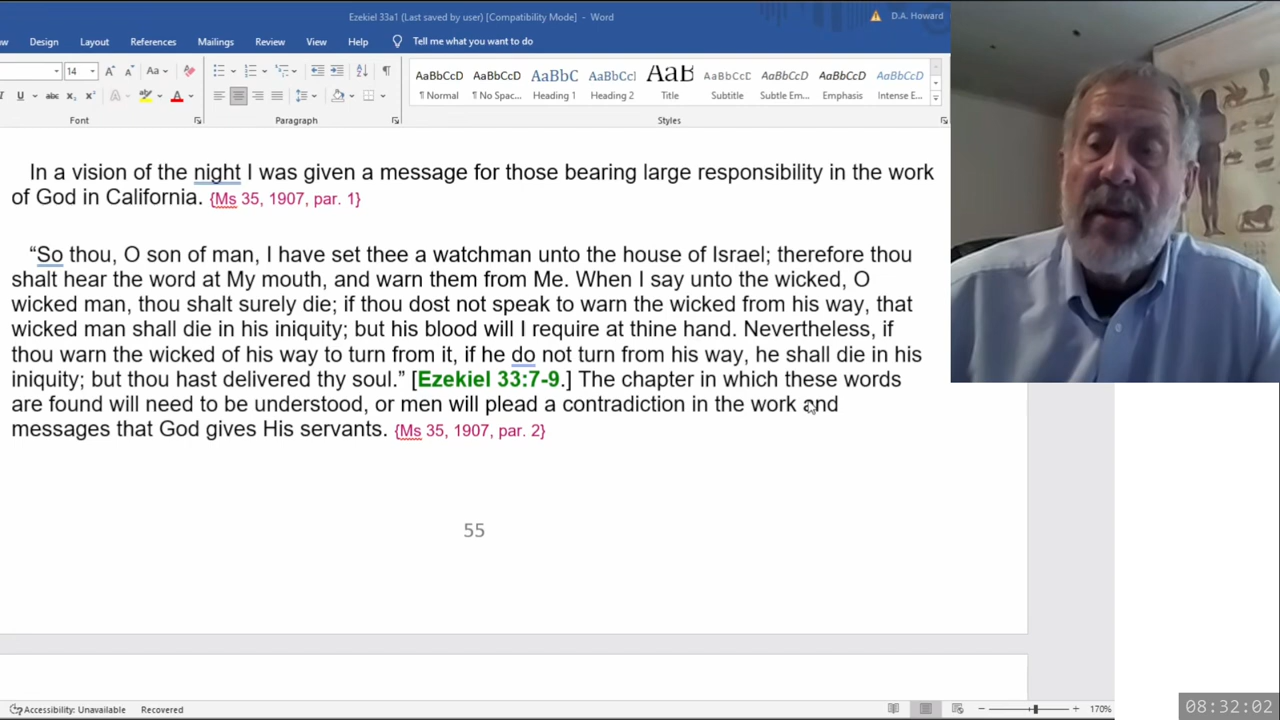 Ezekiel 33a1 (Last saved by user) [Compatibility Mode] - Word
D.A. Howard
Design Layout References Mailings Review View Help Tell me what you want to do
14 A A Aa
AaBbCcD AaBbCcD AaBbC AaBbCcC AaB AaBbCcD AaBbCcD AaBbCcD AaBbCcD
U abc x₂ x² A A
¶ Normal ¶ No Spac... Heading 1 Heading 2 Title Subtitle Subtle Em... Emphasis Intense E...
Font Paragraph Styles
In a vision of the night I was given a message for those bearing large responsibility in the work
of God in California. {Ms 35, 1907, par. 1}
“So thou, O son of man, I have set thee a watchman unto the house of Israel; therefore thou
shalt hear the word at My mouth, and warn them from Me. When I say unto the wicked, O
wicked man, thou shalt surely die; if thou dost not speak to warn the wicked from his way, that
wicked man shall die in his iniquity; but his blood will I require at thine hand. Nevertheless, if
thou warn the wicked of his way to turn from it, if he do not turn from his way, he shall die in his
iniquity; but thou hast delivered thy soul.” [Ezekiel 33:7-9.] The chapter in which these words
are found will need to be understood, or men will plead a contradiction in the work and
messages that God gives His servants. {Ms 35, 1907, par. 2}
55
Accessibility: Unavailable Recovered 170%
08:32:02